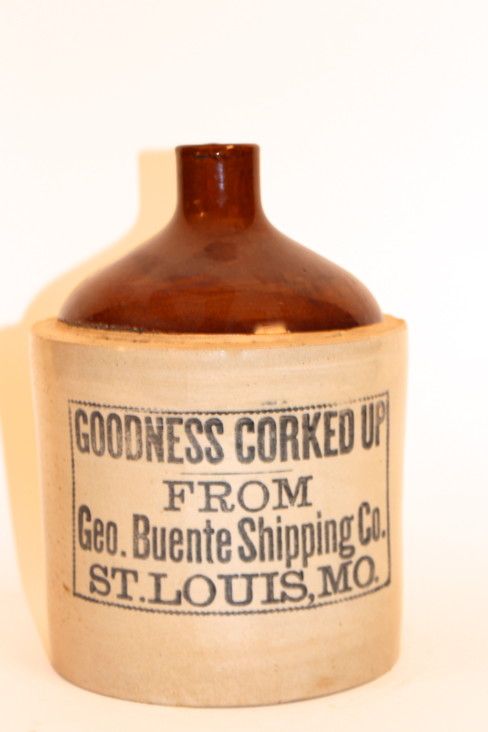 GOODNESS CORKED UP
FROM
Geo. Buente Shipping Co.
ST. LOUIS, MO.